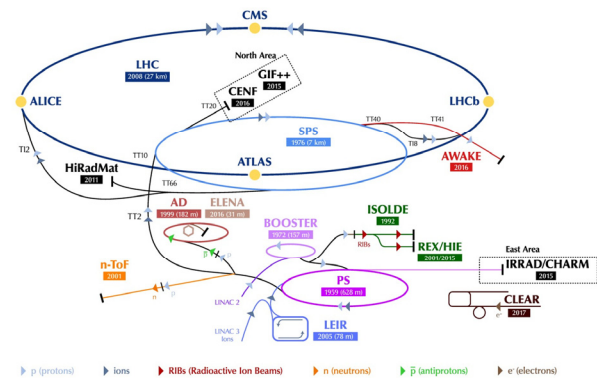 CMS
North Area
LHC
2008 (27 km)
GIF++
2015
CENF
2016
TT20
ALICE
LHCb
TT40
TT41
SPS
1976 (7 km)
TI8
TI2
TT10
AWAKE
2016
ATLAS
HiRadMat
2011
TT66
AD
1999 (182 m)
ELENA
2016 (31 m)
TT2
BOOSTER
1972 (157 m)
ISOLDE
1992
RIBs
REX/HIE
2001/2015
East Area
IRRAD/CHARM
2015
p̅
p
n-ToF
2001
n
p
PS
1959 (628 m)
LINAC 2
CLEAR
2017
e⁻
LINAC 3
Ions
LEIR
2005 (78 m)
p (protons)
ions
RIBs (Radioactive Ion Beams)
n (neutrons)
p̅ (antiprotons)
e⁻ (electrons)